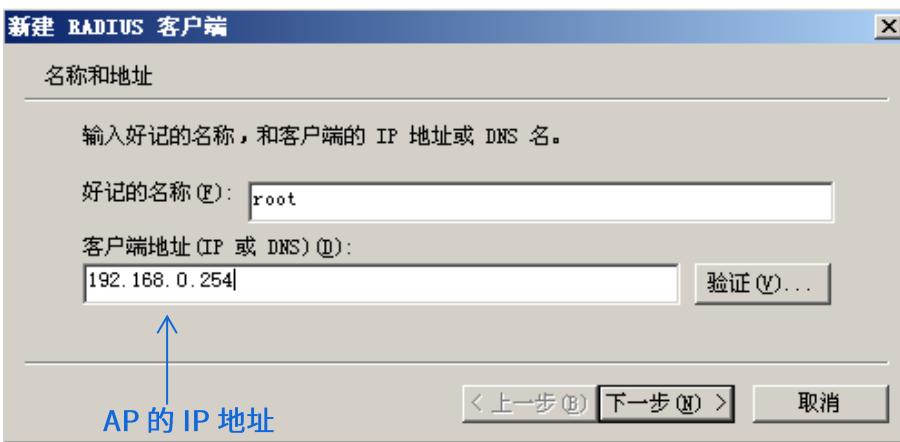 新建 RADIUS 客户端
名称和地址
输入好记的名称，和客户端的 IP 地址或 DNS 名。
好记的名称(F): root
客户端地址(IP 或 DNS)(D):
192.168.0.254 验证(V)...
AP 的 IP 地址
< 上一步(B) 下一步(N) > 取消